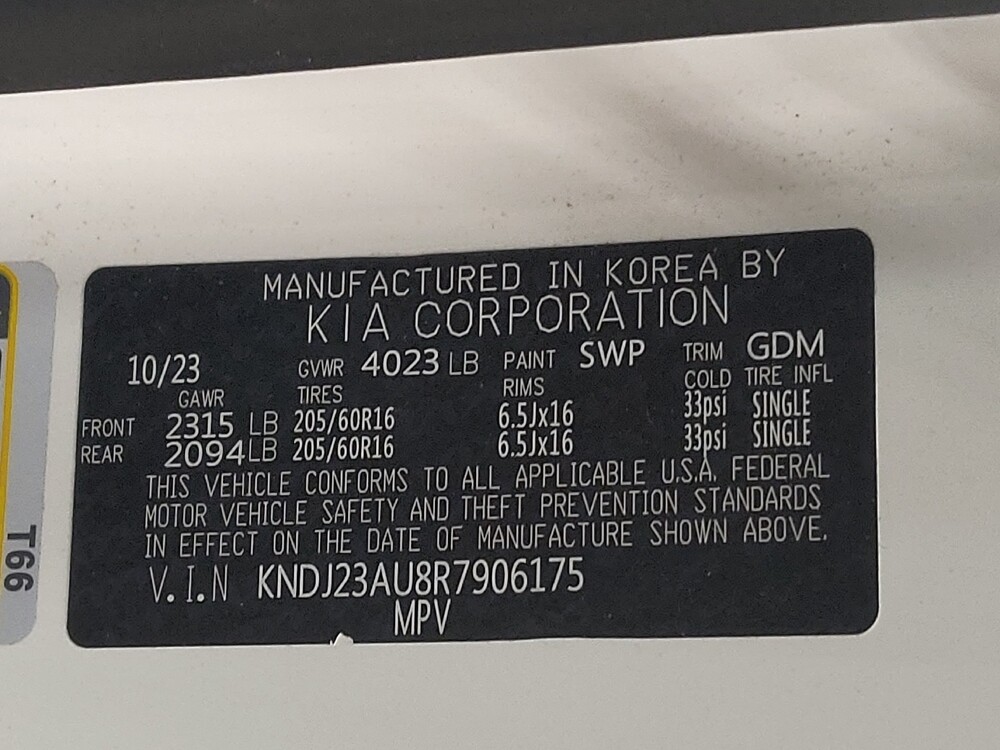 MANUFACTURED IN KOREA BY
KIA CORPORATION
10/23 GVWR 4023 LB PAINT SWP TRIM GDM
GAWR TIRES RIMS COLD TIRE INFL
FRONT 2315 LB 205/60R16 6.5Jx16 33psi SINGLE
REAR 2094 LB 205/60R16 6.5Jx16 33psi SINGLE
THIS VEHICLE CONFORMS TO ALL APPLICABLE U.S.A. FEDERAL
MOTOR VEHICLE SAFETY AND THEFT PREVENTION STANDARDS
IN EFFECT ON THE DATE OF MANUFACTURE SHOWN ABOVE.
V.I.N KNDJ23AU8R7906175
MPV
T66